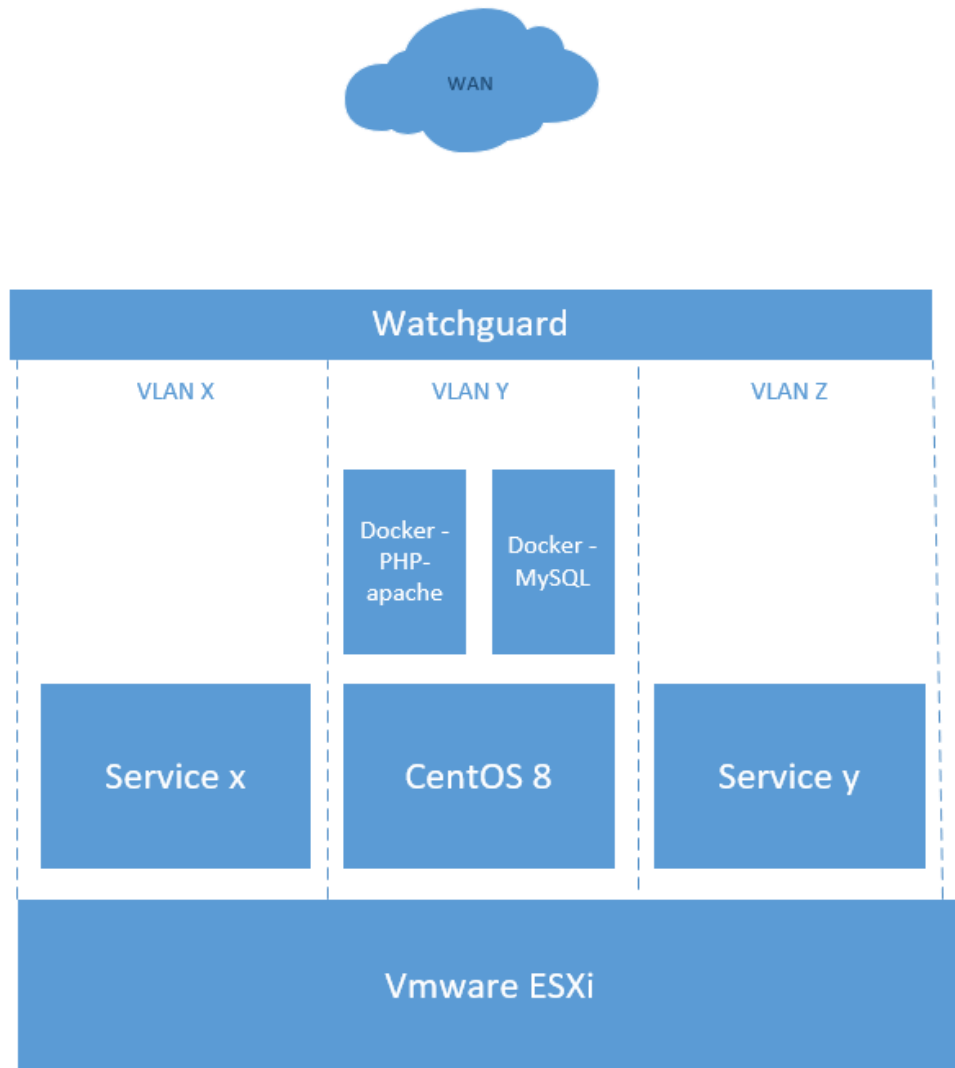 WAN
Watchguard
VLAN X
VLAN Y
VLAN Z
Docker -
PHP-
apache
Docker -
MySQL
Service x
CentOS 8
Service y
Vmware ESXi